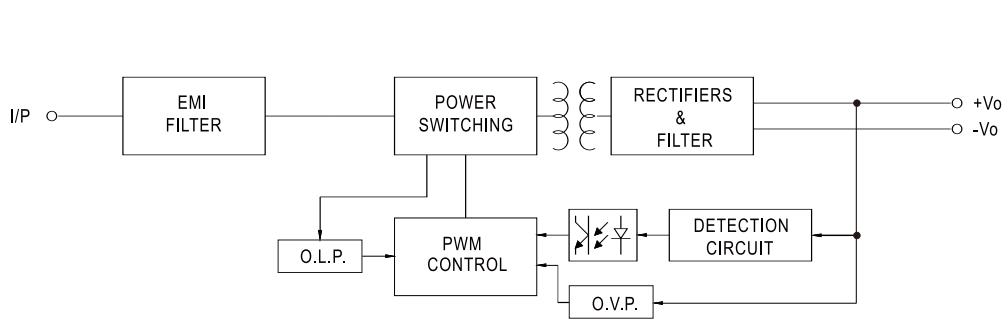 I/P
EMI
FILTER
POWER
SWITCHING
RECTIFIERS
&
FILTER
+Vo
-Vo
O.L.P.
PWM
CONTROL
DETECTION
CIRCUIT
O.V.P.